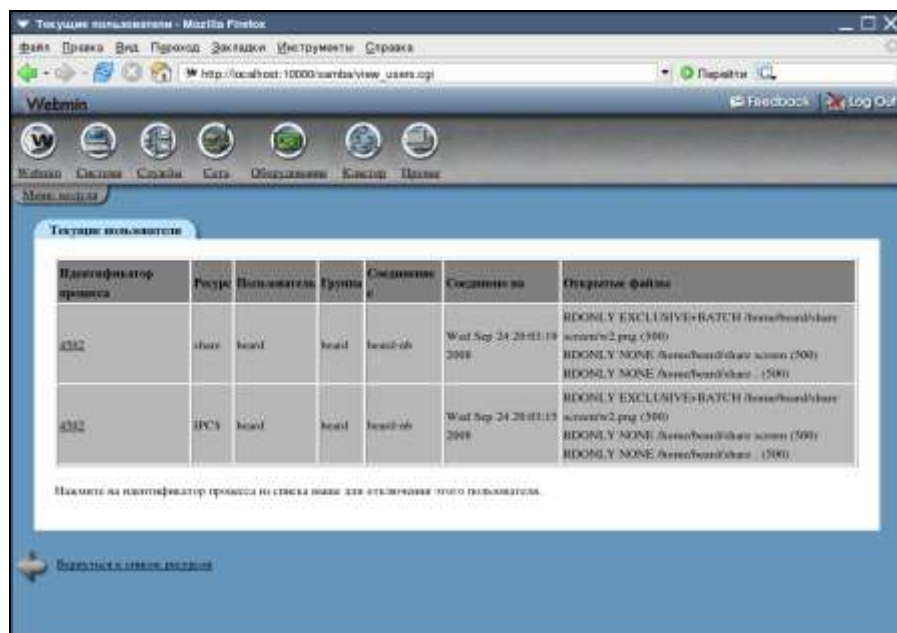 Текущие пользователи - Mozilla Firefox
Файл Правка Вид Переход Закладки Инструменты Справка
http://localhost:10000/samba/view_users.cgi Перейти
Webmin Feedback Log Out
Webmin Система Службы Сеть Оборудование Кластер Прочее
Меню модуля
Текущие пользователи
Идентификатор процесса Ресурс Пользователь Группа Соединение с Соединено на Открытые файлы
4582 share beard beard beard-nb Wed Sep 24 20:03:19 2008 RDONLY EXCLUSIVE+BATCH /home/beard/share screen/w2.png (500)
RDONLY NONE /home/beard/share screen (500)
RDONLY NONE /home/beard/share . (500)
4582 IPC$ beard beard beard-nb Wed Sep 24 20:03:15 2008 RDONLY EXCLUSIVE+BATCH /home/beard/share screen/w2.png (500)
RDONLY NONE /home/beard/share screen (500)
RDONLY NONE /home/beard/share . (500)
Нажмите на идентификатор процесса из списка выше для отключения этого пользователя.
Вернуться к список ресурсов